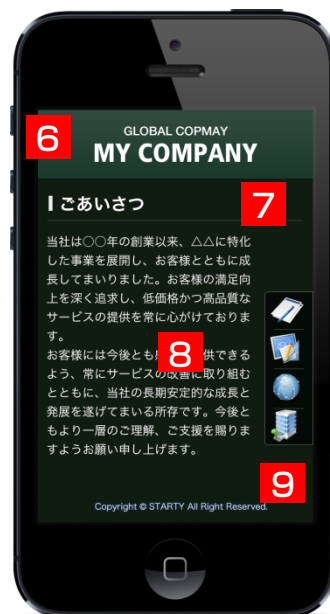 6
GLOBAL COPMAY
MY COMPANY
7
ごあいさつ
当社は○○年の創業以来、△△に特化
した事業を展開し、お客様とともに成
長してまいりました。お客様の満足向
上を深く追求し、低価格かつ高品質な
サービスの提供を常に心がけておりま
す。
8
お客様には今後とも 供できる
よう、常にサービスの改善に取り組む
とともに、当社の長期安定的な成長と
発展を遂げてまいる所存です。今後と
もより一層のご理解、ご支援を賜りま
すようお願い申し上げます。
9
Copyright © STARTY All Right Reserved.